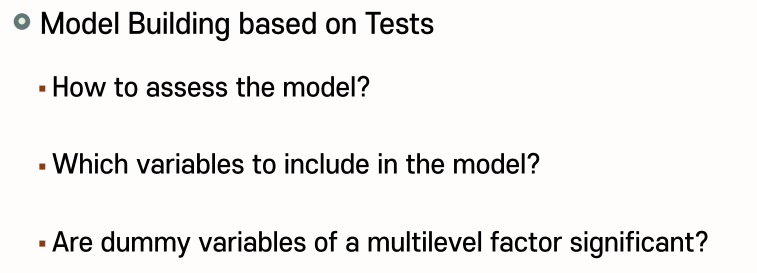 Model Building based on Tests
How to assess the model?
Which variables to include in the model?
Are dummy variables of a multilevel factor significant?